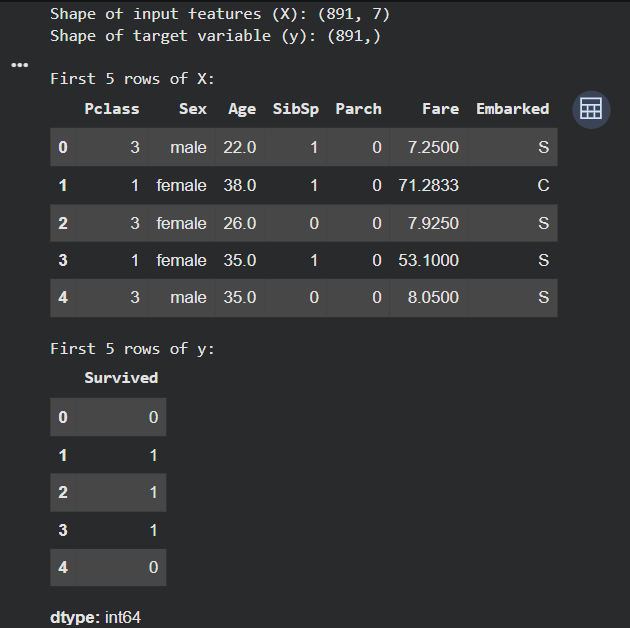 Shape of input features (X): (891, 7)
Shape of target variable (y): (891,)
First 5 rows of X:
Pclass Sex Age SibSp Parch Fare Embarked
0 3 male 22.0 1 0 7.2500 S
1 1 female 38.0 1 0 71.2833 C
2 3 female 26.0 0 0 7.9250 S
3 1 female 35.0 1 0 53.1000 S
4 3 male 35.0 0 0 8.0500 S
First 5 rows of y:
Survived
0 0
1 1
2 1
3 1
4 0
dtype: int64